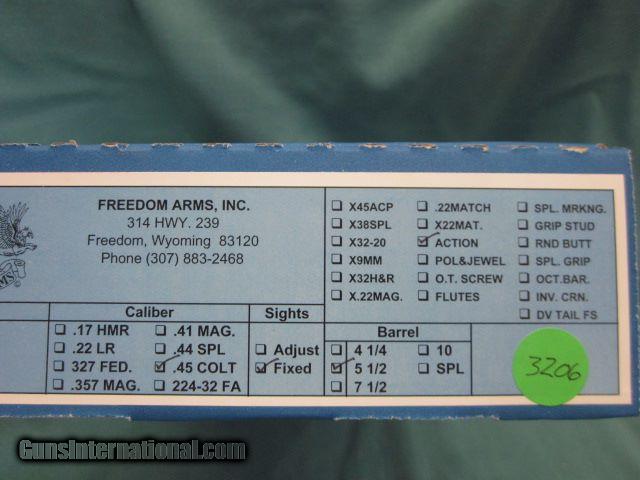 FREEDOM ARMS, INC.
314 HWY. 239
Freedom, Wyoming 83120
Phone (307) 883-2468
MS
X45ACP
X38SPL
X32-20
X9MM
X32H&R
X.22MAG.
.22MATCH
X22MAT.
ACTION
POL&JEWEL
O.T. SCREW
FLUTES
SPL. MRKNG.
GRIP STUD
RND BUTT
SPL. GRIP
OCT.BAR.
INV. CRN.
DV TAIL FS
Caliber
.17 HMR
.22 LR
327 FED.
.357 MAG.
.41 MAG.
.44 SPL
.45 COLT
224-32 FA
Sights
Adjust
Fixed
Barrel
4 1/4
5 1/2
7 1/2
10
SPL
3206
GunsInternational.com